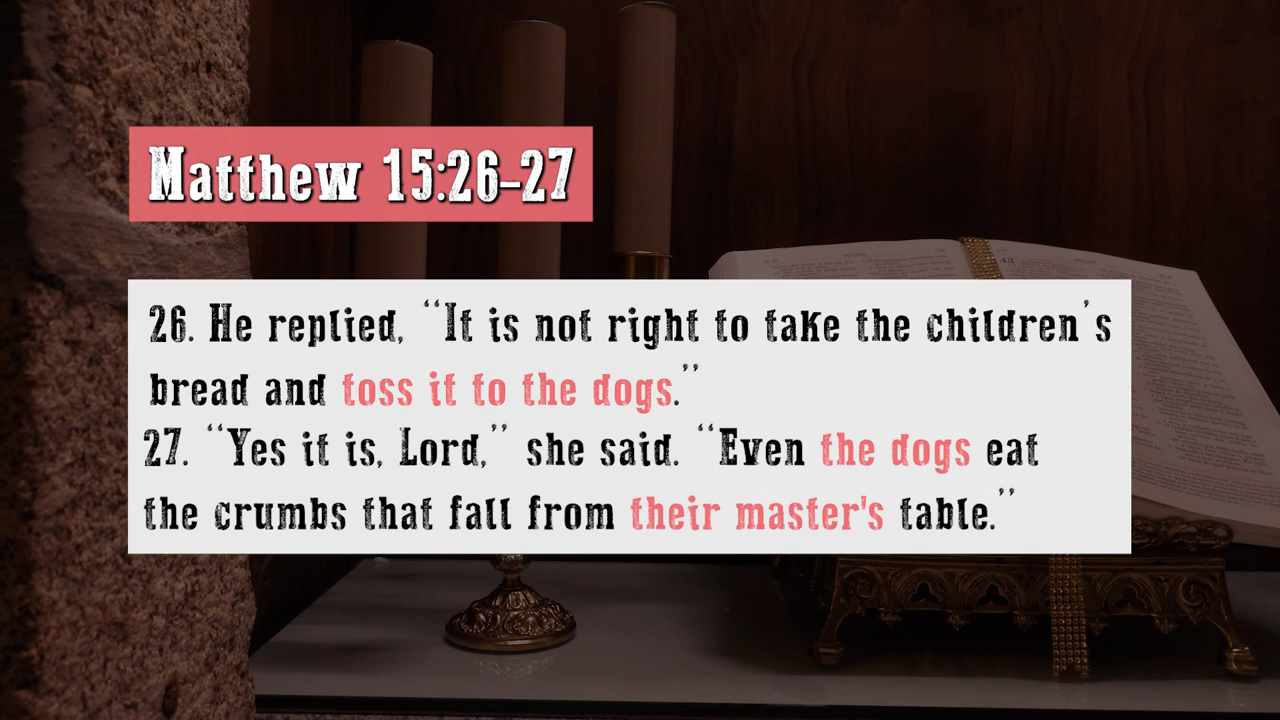 Matthew 15:26-27
26. He replied, “It is not right to take the children’s
bread and toss it to the dogs.”
27. “Yes it is, Lord,” she said. “Even the dogs eat
the crumbs that fall from their master's table.”
43